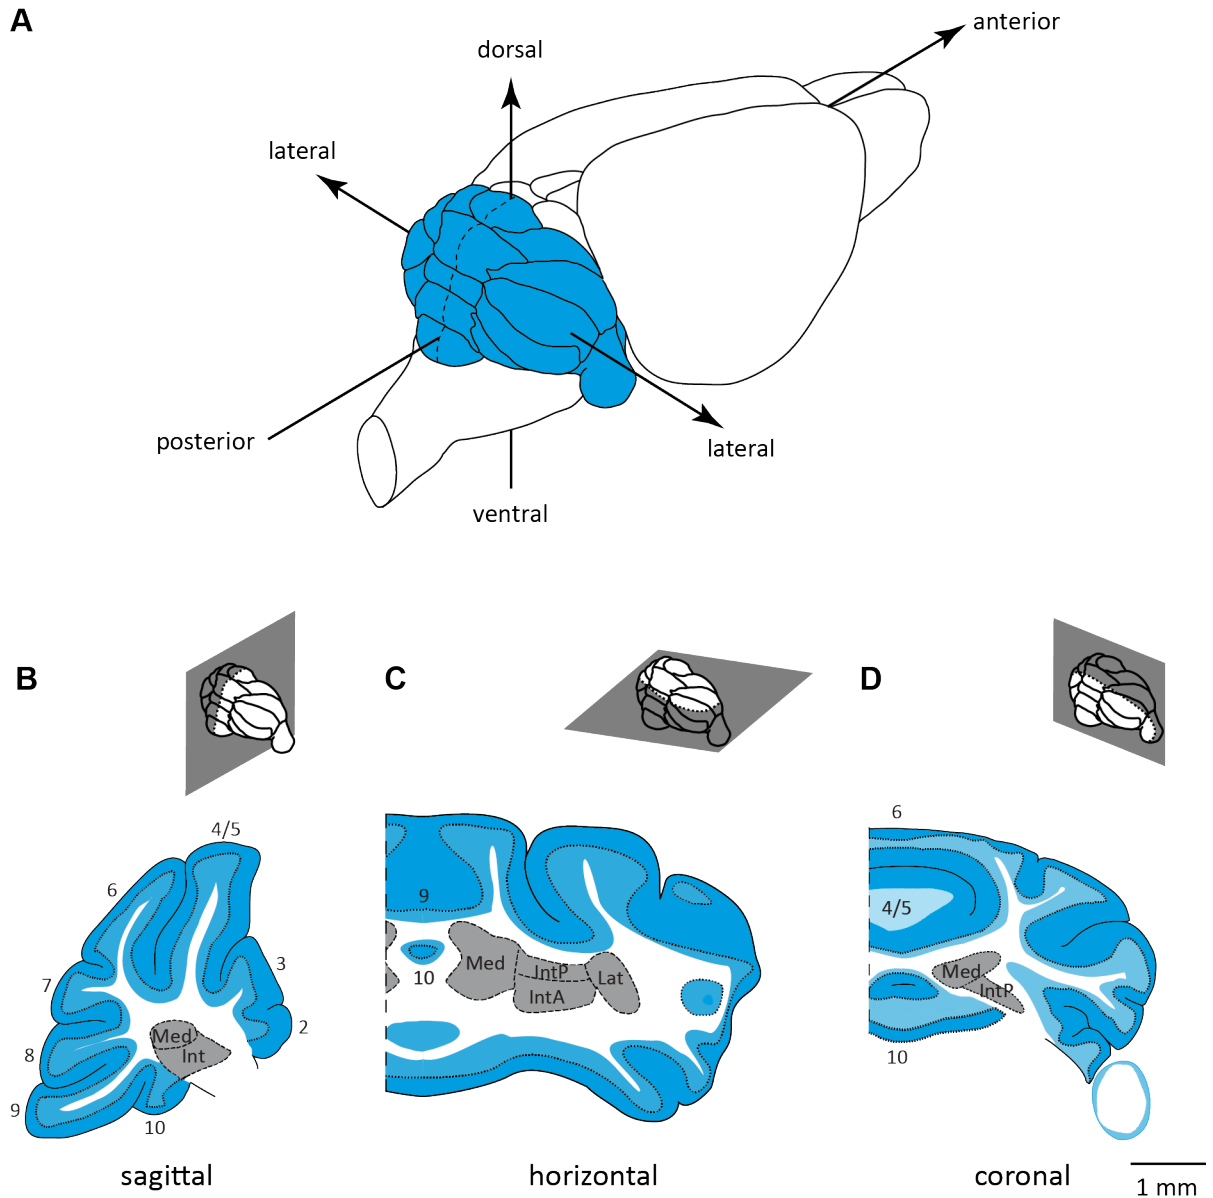 A
anterior
dorsal
lateral
posterior
lateral
ventral
B
C
D
4/5
6
3
7
2
8
9
10
Med
Int
9
10
Med
IntP
IntA
Lat
6
4/5
Med
IntP
10
sagittal
horizontal
coronal
1 mm